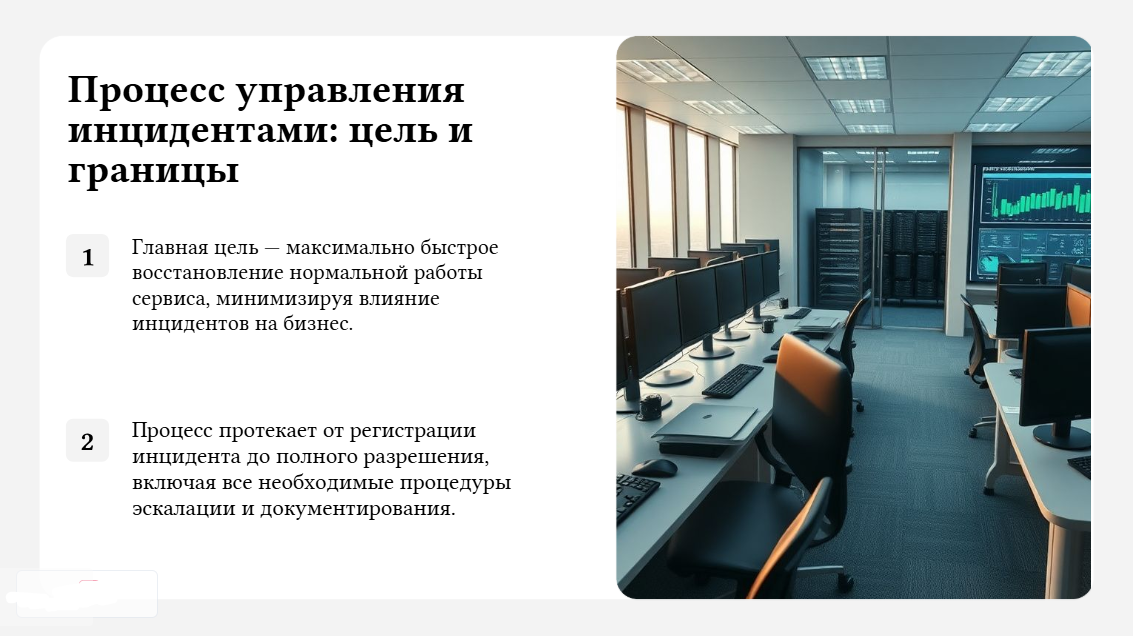 Процесс управления
инцидентами: цель и
границы
1
Главная цель — максимально быстрое
восстановление нормальной работы
сервиса, минимизируя влияние
инцидентов на бизнес.
2
Процесс протекает от регистрации
инцидента до полного разрешения,
включая все необходимые процедуры
эскалации и документирования.